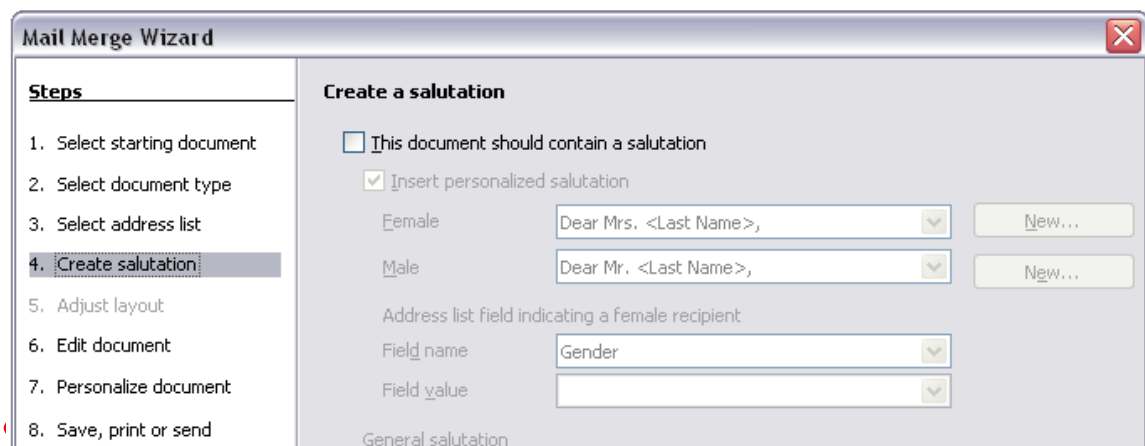 Mail Merge Wizard
Steps
1. Select starting document
2. Select document type
3. Select address list
4. Create salutation
5. Adjust layout
6. Edit document
7. Personalize document
8. Save, print or send
Create a salutation
This document should contain a salutation
Insert personalized salutation
Female Dear Mrs. <Last Name>, New...
Male Dear Mr. <Last Name>, New...
Address list field indicating a female recipient
Field name Gender
Field value
General salutation